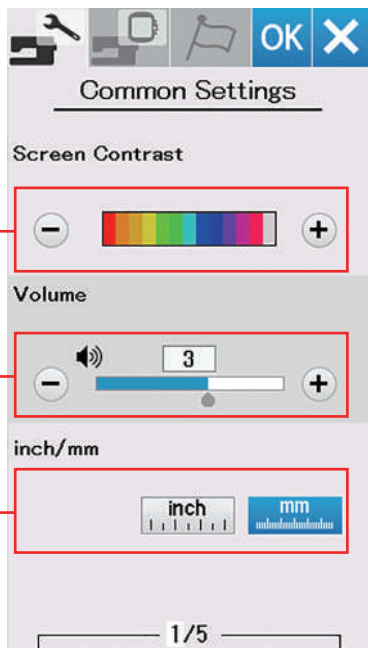 OK
Common Settings
Screen Contrast
Volume
3
inch/mm
inch
mm
1/5